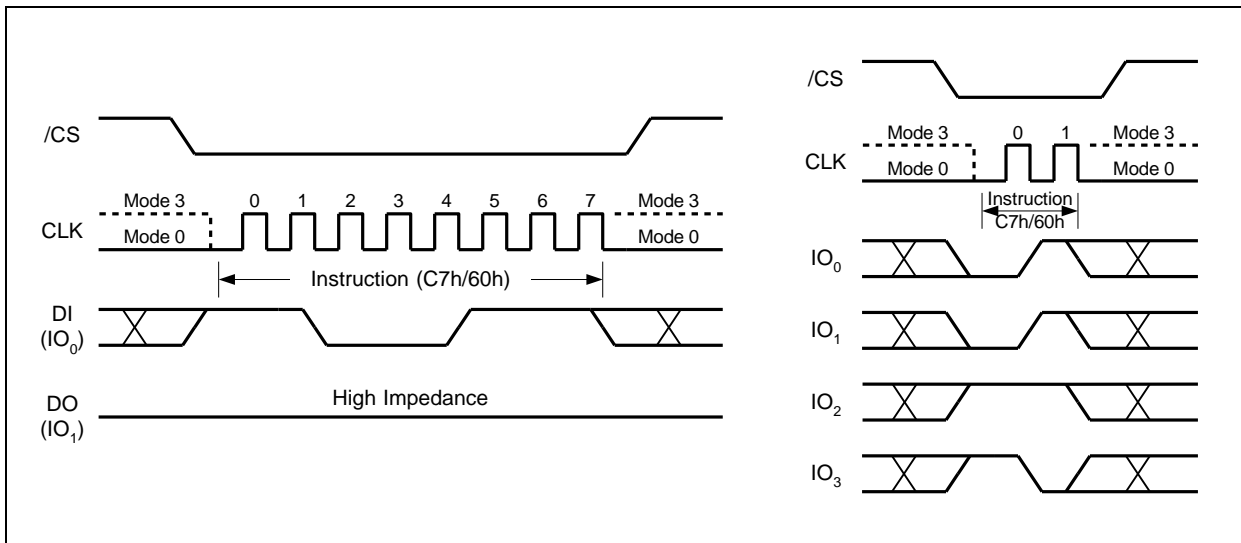 /CS
Mode 3 0 1 2 3 4 5 6 7 Mode 3
CLK
Mode 0 Mode 0
Instruction (C7h/60h)
DI
(IO0)
High Impedance
DO
(IO1)
/CS
Mode 3 0 1 Mode 3
CLK
Mode 0 Mode 0
Instruction
C7h/60h
IO0
IO1
IO2
IO3